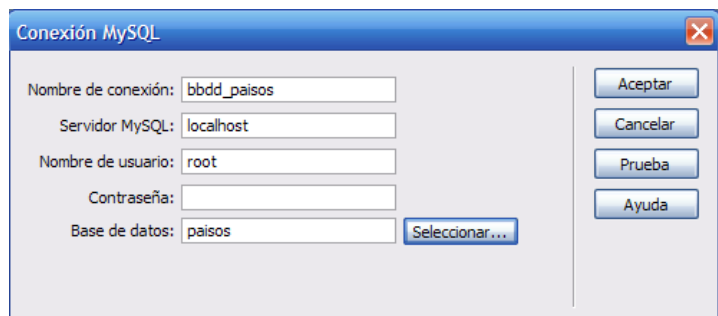 Conexión MySQL
Nombre de conexión: bbdd_paisos
Servidor MySQL: localhost
Nombre de usuario: root
Contraseña:
Base de datos: paisos Seleccionar...
Aceptar
Cancelar
Prueba
Ayuda